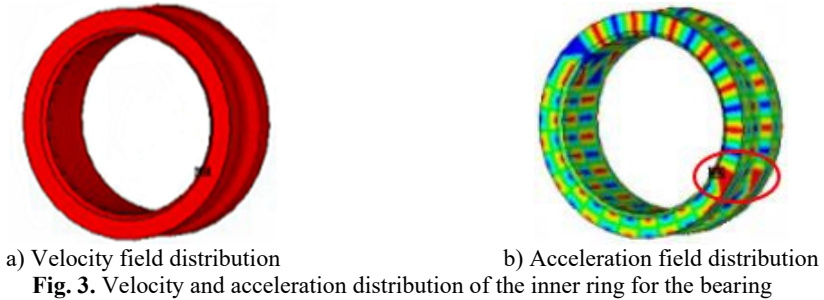 a) Velocity field distribution b) Acceleration field distribution
Fig. 3. Velocity and acceleration distribution of the inner ring for the bearing